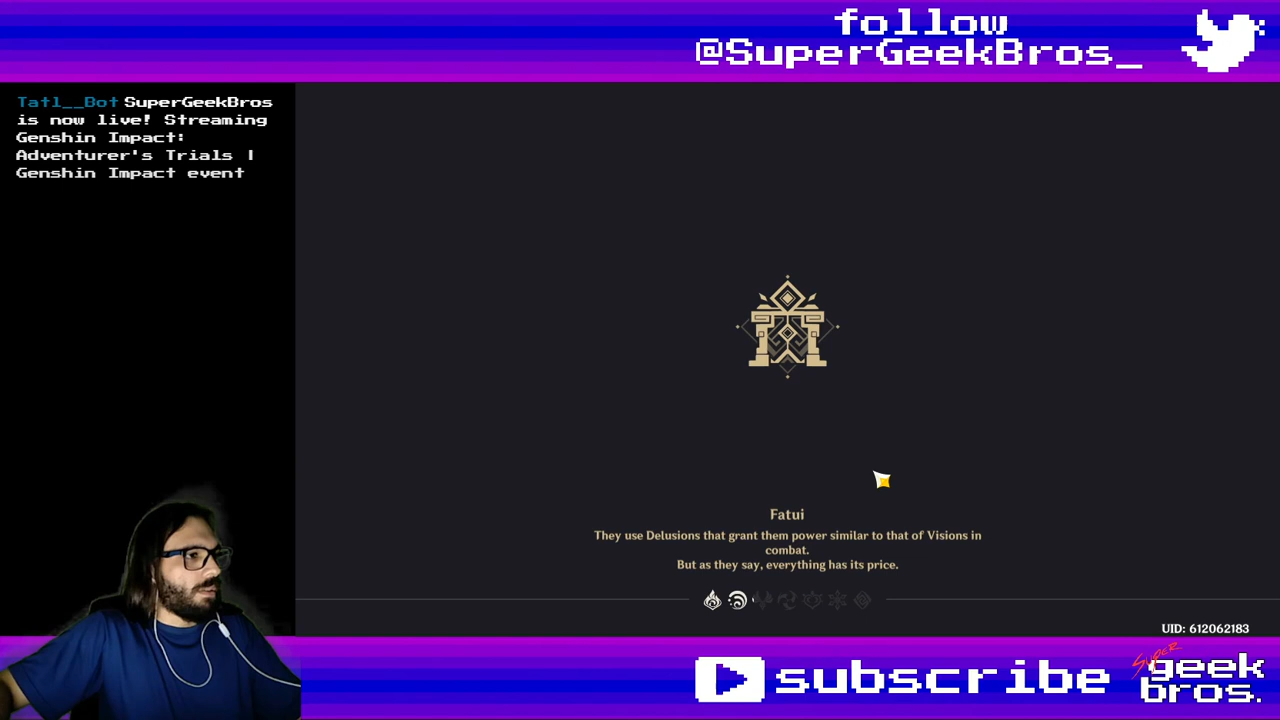 follow
@SuperGeekBros_
Tatl__Bot SuperGeekBros
is now live! Streaming
Genshin Impact:
Adventurer's Trials |
Genshin Impact event
Fatui
They use Delusions that grant them power similar to that of Visions in
combat.
But as they say, everything has its price.
UID: 612062183
subscribe
SUPER
geek
bros.